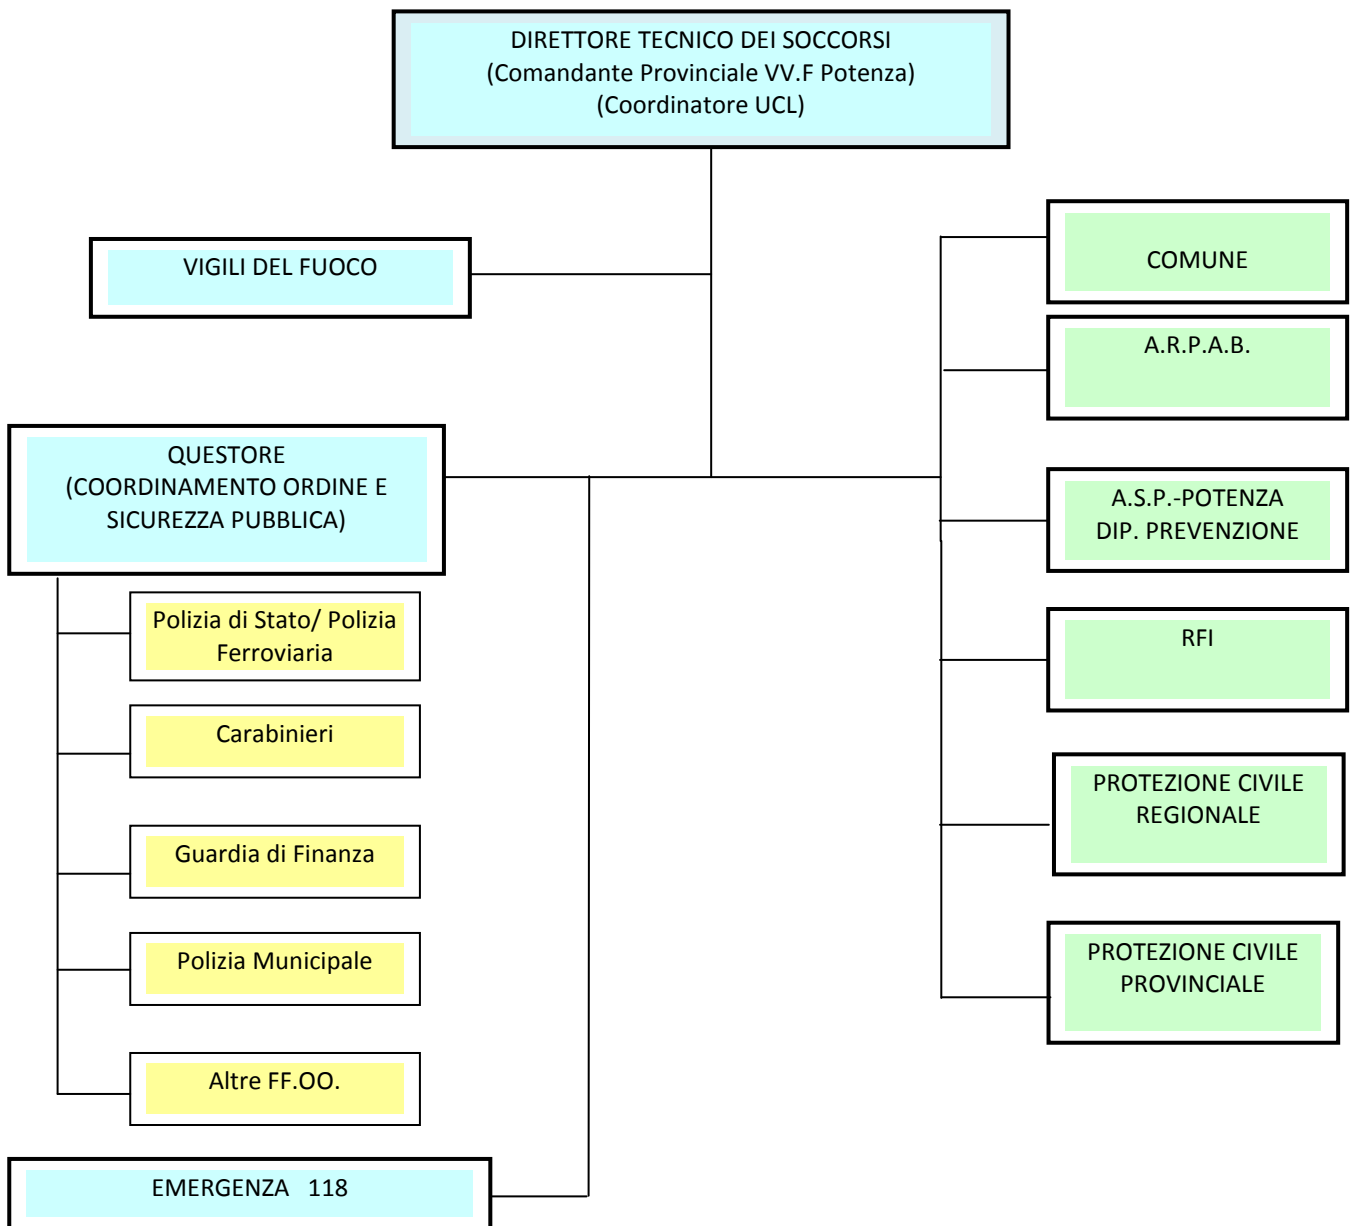 DIRETTORE TECNICO DEI SOCCORSI
(Comandante Provinciale VV.F Potenza)
(Coordinatore UCL)
VIGILI DEL FUOCO
QUESTORE
(COORDINAMENTO ORDINE E
SICUREZZA PUBBLICA)
Polizia di Stato/ Polizia
Ferroviaria
Carabinieri
Guardia di Finanza
Polizia Municipale
Altre FF.OO.
EMERGENZA 118
COMUNE
A.R.P.A.B.
A.S.P.-POTENZA
DIP. PREVENZIONE
RFI
PROTEZIONE CIVILE
REGIONALE
PROTEZIONE CIVILE
PROVINCIALE